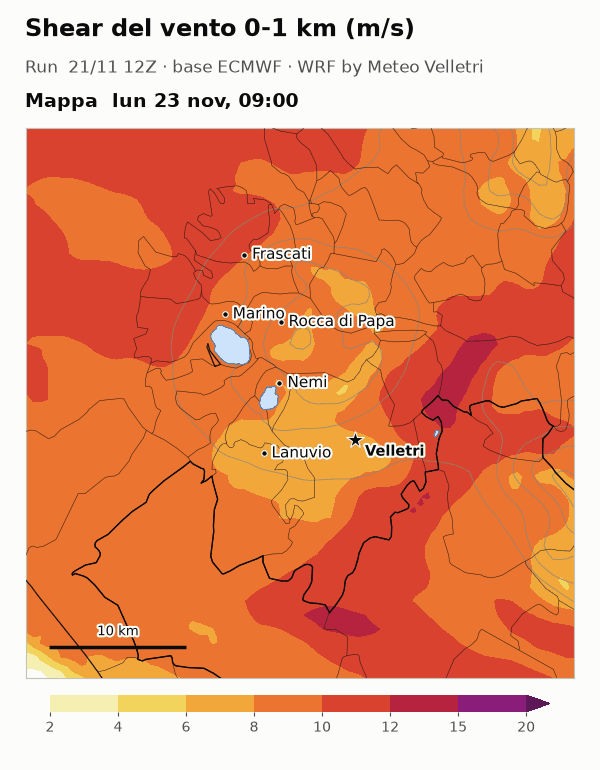 Shear del vento 0-1 km (m/s)
Run  21/11 12Z · base ECMWF · WRF by Meteo Velletri
Mappa  lun 23 nov, 09:00
Frascati
Marino
Rocca di Papa
Nemi
Velletri
Lanuvio
10 km
2 4 6 8 10 12 15 20